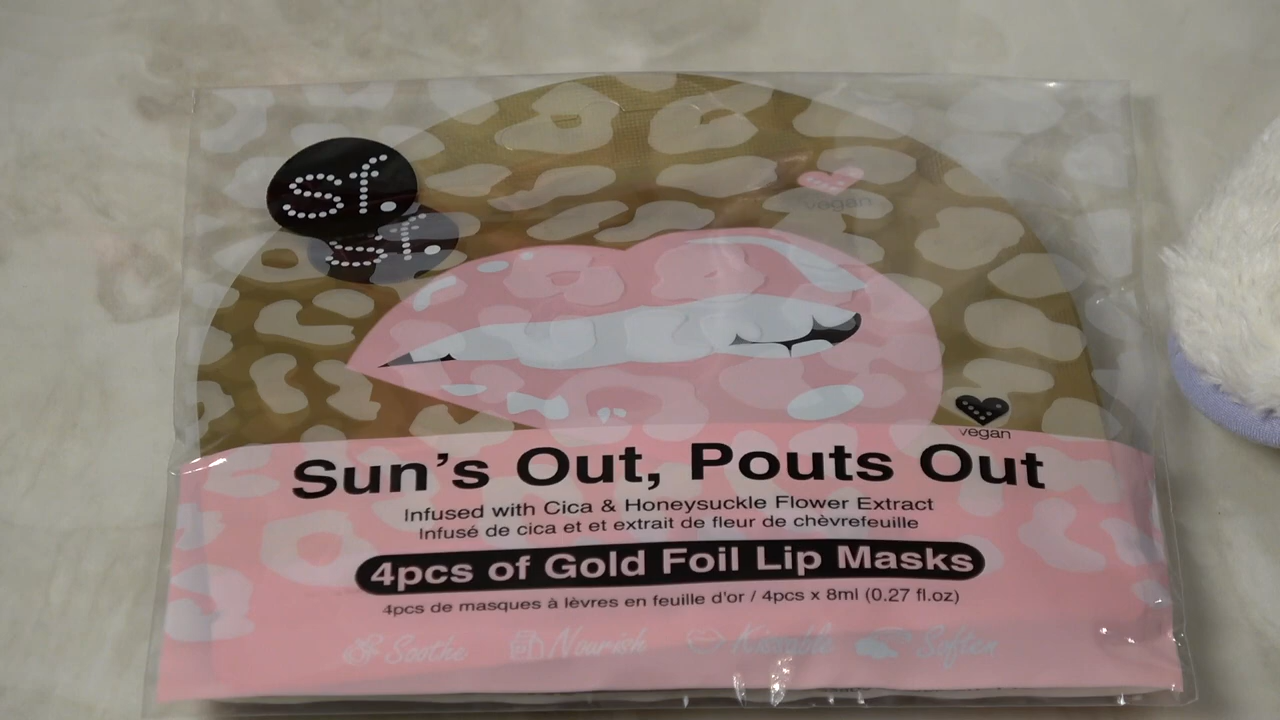 sf.
sf.
vegan
vegan
Sun's Out, Pouts Out
Infused with Cica & Honeysuckle Flower Extract
Infusé de cica et et extrait de fleur de chèvrefeuille
4pcs of Gold Foil Lip Masks
4pcs de masques à lèvres en feuille d'or / 4pcs x 8ml (0.27 fl.oz)
Soothe Nourish Kissable Soften